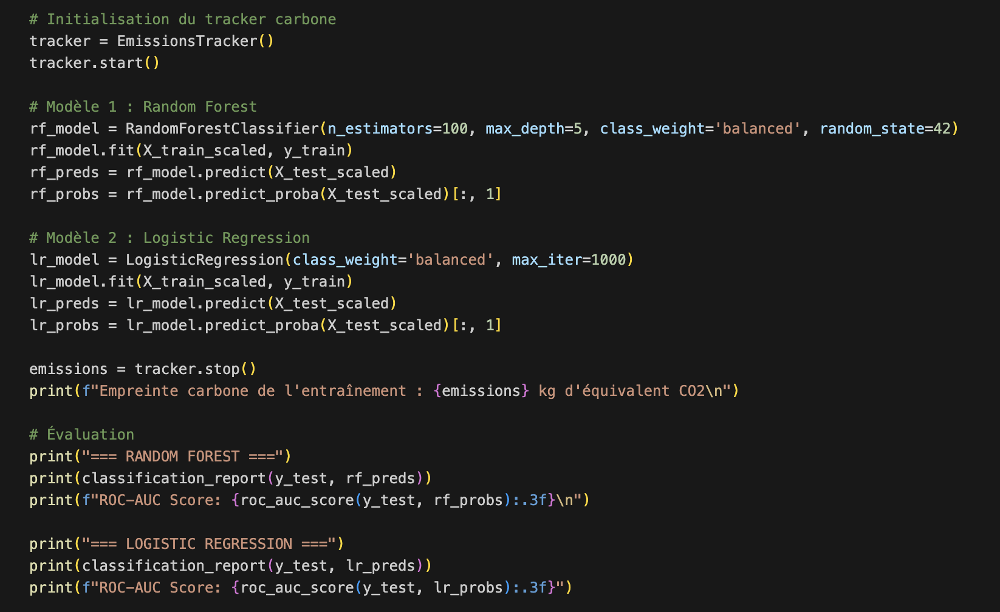 # Initialisation du tracker carbone
tracker = EmissionsTracker()
tracker.start()
# Modèle 1 : Random Forest
rf_model = RandomForestClassifier(n_estimators=100, max_depth=5, class_weight='balanced', random_state=42)
rf_model.fit(X_train_scaled, y_train)
rf_preds = rf_model.predict(X_test_scaled)
rf_probs = rf_model.predict_proba(X_test_scaled)[:, 1]
# Modèle 2 : Logistic Regression
lr_model = LogisticRegression(class_weight='balanced', max_iter=1000)
lr_model.fit(X_train_scaled, y_train)
lr_preds = lr_model.predict(X_test_scaled)
lr_probs = lr_model.predict_proba(X_test_scaled)[:, 1]
emissions = tracker.stop()
print(f"Empreinte carbone de l'entraînement : {emissions} kg d'équivalent CO2\n")
# Évaluation
print("=== RANDOM FOREST ===")
print(classification_report(y_test, rf_preds))
print(f"ROC-AUC Score: {roc_auc_score(y_test, rf_probs):.3f}\n")
print("=== LOGISTIC REGRESSION ===")
print(classification_report(y_test, lr_preds))
print(f"ROC-AUC Score: {roc_auc_score(y_test, lr_probs):.3f}")